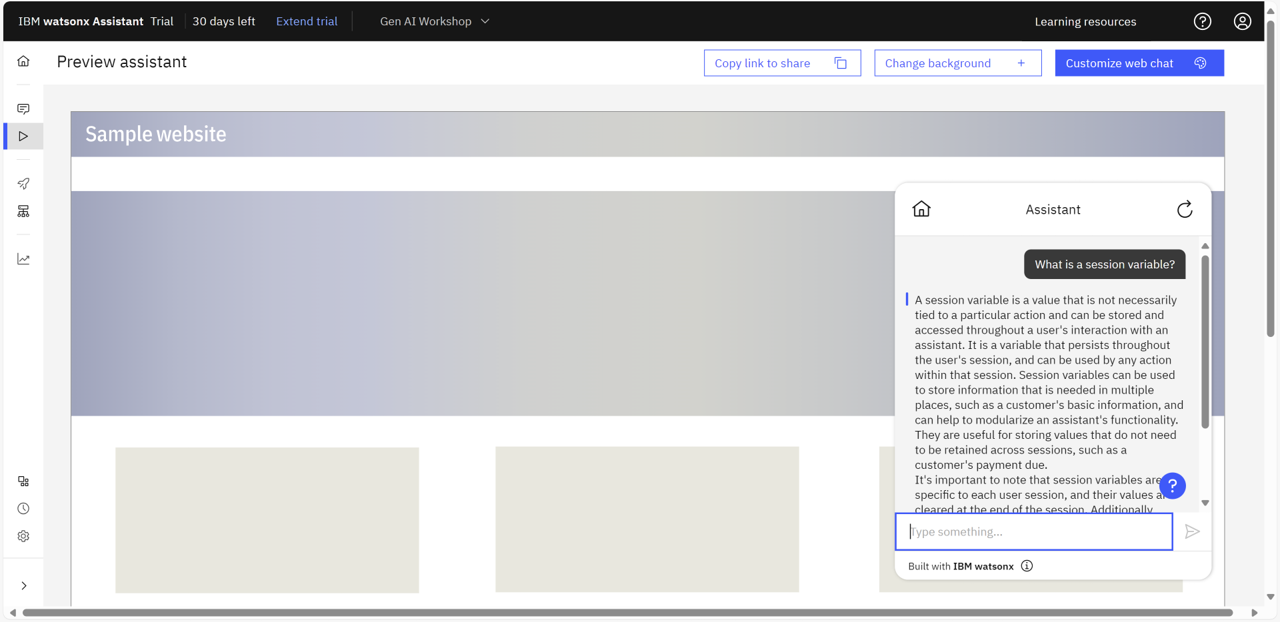 IBM watsonx Assistant Trial 30 days left Extend trial Gen AI Workshop Learning resources
Preview assistant Copy link to share Change background + Customize web chat
Sample website
Assistant
What is a session variable?
A session variable is a value that is not necessarily
tied to a particular action and can be stored and
accessed throughout a user's interaction with an
assistant. It is a variable that persists throughout
the user's session, and can be used by any action
within that session. Session variables can be used
to store information that is needed in multiple
places, such as a customer's basic information, and
can help to modularize an assistant's functionality.
They are useful for storing values that do not need
to be retained across sessions, such as a
customer's payment due.
It's important to note that session variables are
specific to each user session, and their values
cleared at the end of the session. Additionally
Type something...
Built with IBM watsonx